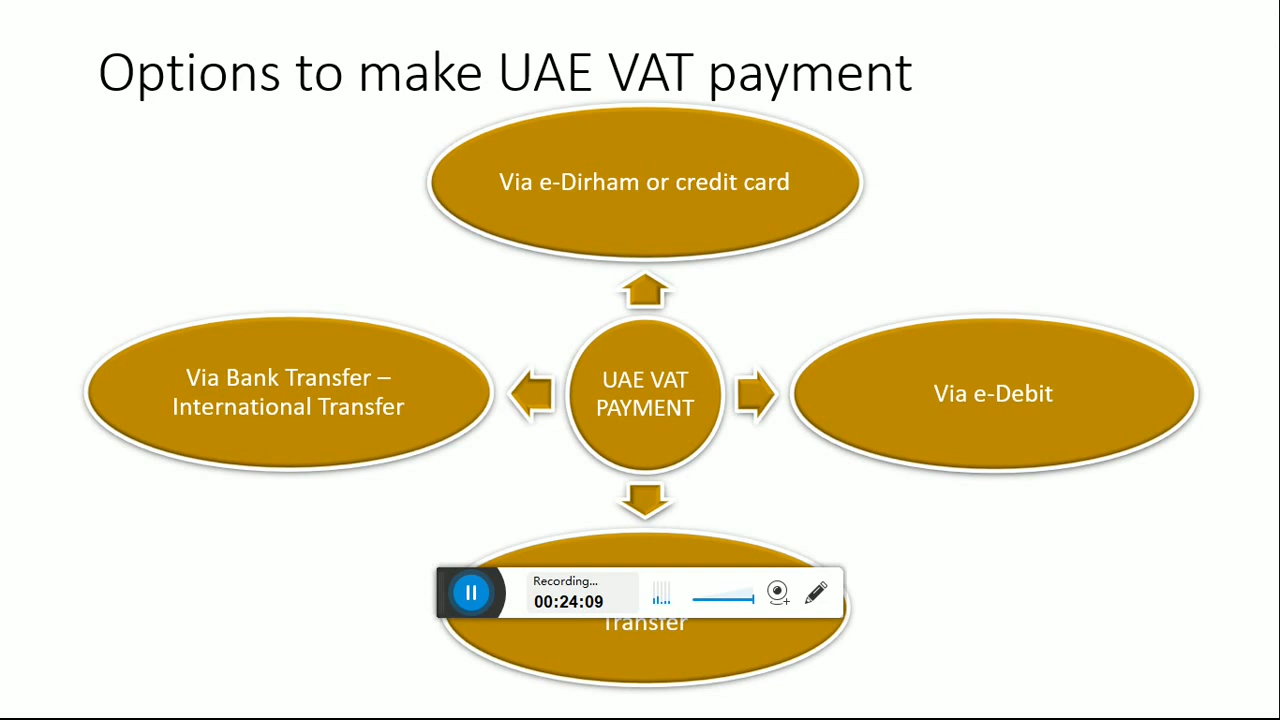 Options to make UAE VAT payment
Via e-Dirham or credit card
Via Bank Transfer –
International Transfer
UAE VAT
PAYMENT
Via e-Debit
Recording...
00:24:09
Transfer